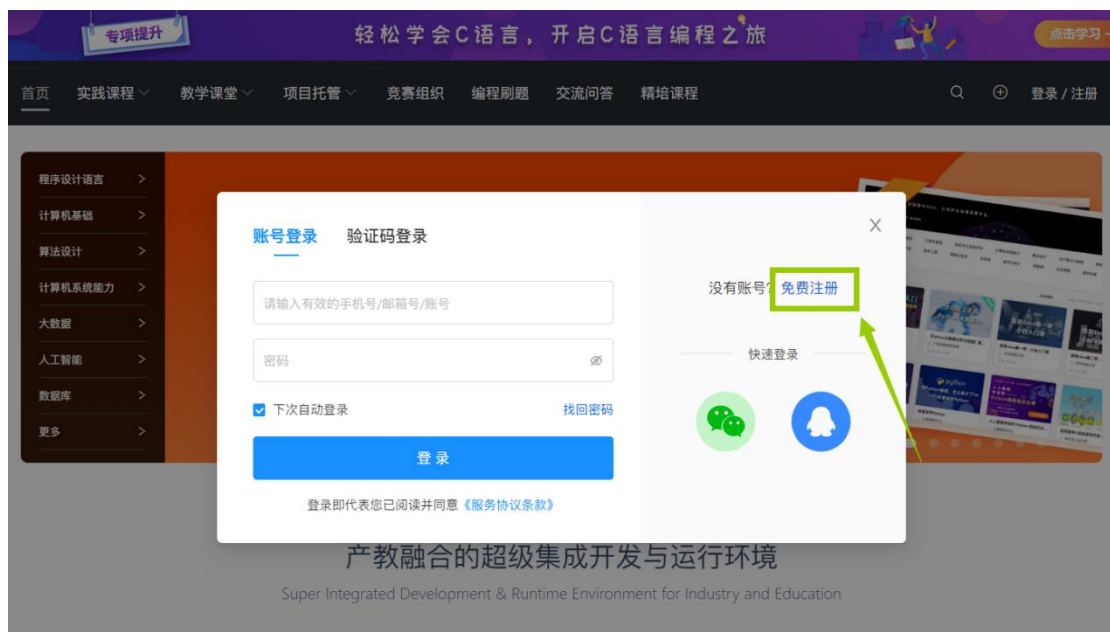 专项提升
轻松学会C语言，开启C语言编程之旅
点击学习
首页 实践课程 教学课堂 项目托管 竞赛组织 编程刷题 交流问答 精培课程 登录 / 注册
程序设计语言 >
计算机基础 >
算法设计 >
计算机系统能力 >
大数据 >
人工智能 >
数据库 >
更多 >
账号登录 验证码登录
请输入有效的手机号/邮箱号/账号
密码
下次自动登录 找回密码
登录
登录即代表您已阅读并同意《服务协议条款》
没有账号? 免费注册
快速登录
产教融合的超级集成开发与运行环境
Super Integrated Development & Runtime Environment for Industry and Education